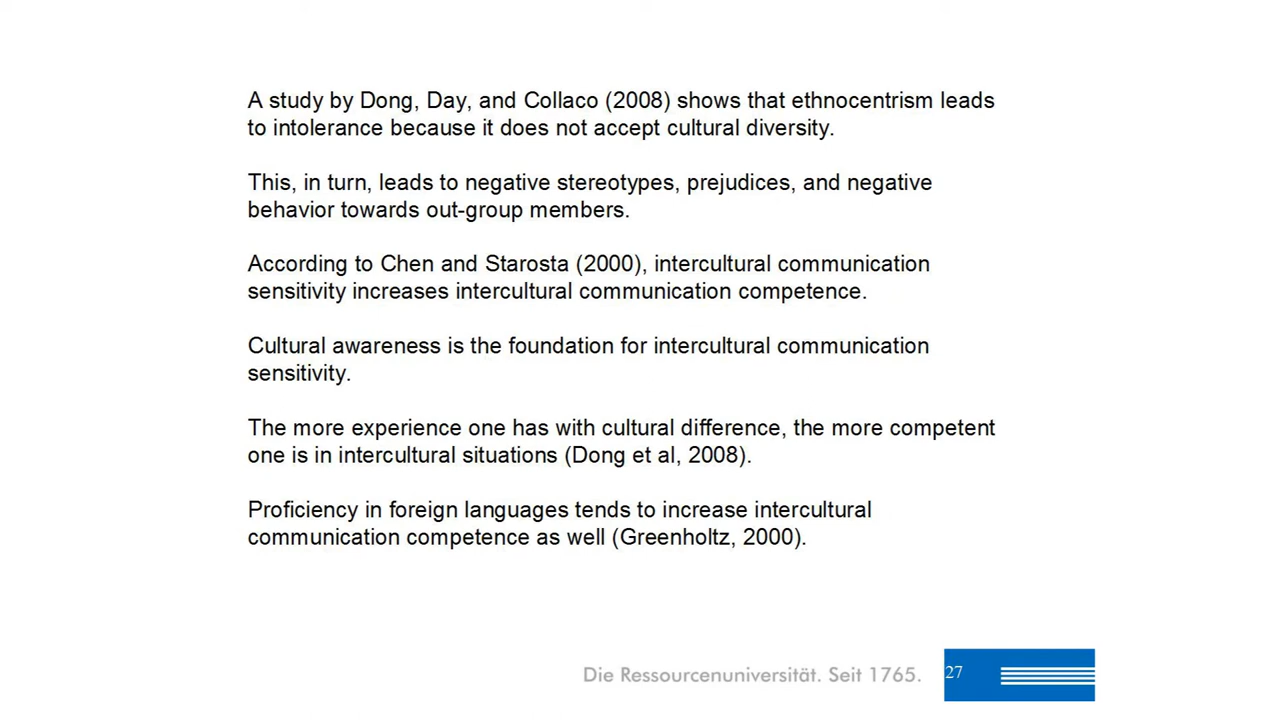 A study by Dong, Day, and Collaco (2008) shows that ethnocentrism leads
to intolerance because it does not accept cultural diversity.
This, in turn, leads to negative stereotypes, prejudices, and negative
behavior towards out-group members.
According to Chen and Starosta (2000), intercultural communication
sensitivity increases intercultural communication competence.
Cultural awareness is the foundation for intercultural communication
sensitivity.
The more experience one has with cultural difference, the more competent
one is in intercultural situations (Dong et al, 2008).
Proficiency in foreign languages tends to increase intercultural
communication competence as well (Greenholtz, 2000).
Die Ressourcenuniversität. Seit 1765.
27